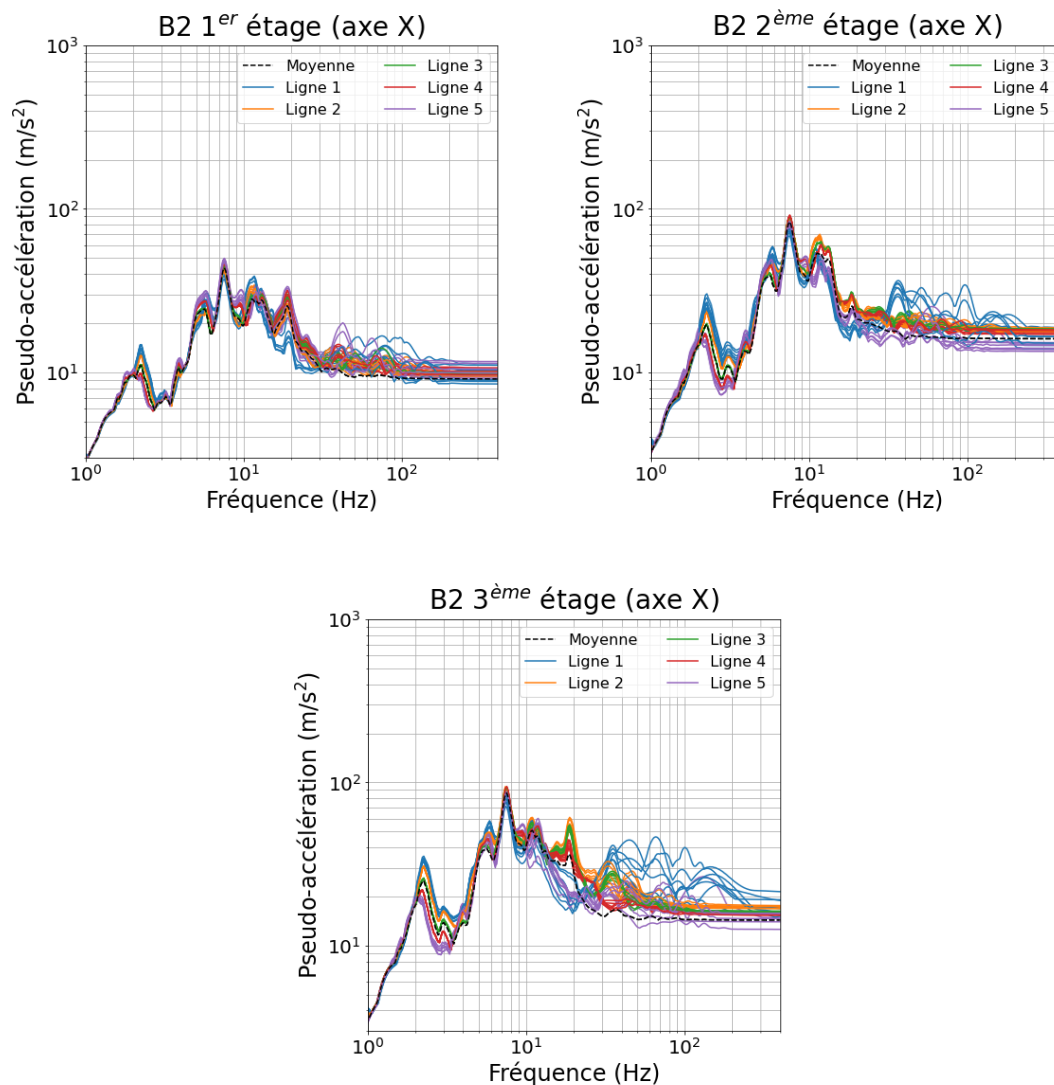 B2 1er étage (axe X)
Pseudo-accélération (m/s2)
103
102
101
Moyenne
Ligne 1
Ligne 2
Ligne 3
Ligne 4
Ligne 5
100 101 102
Fréquence (Hz)
B2 2ème étage (axe X)
Pseudo-accélération (m/s2)
103
102
101
Moyenne
Ligne 1
Ligne 2
Ligne 3
Ligne 4
Ligne 5
100 101 102
Fréquence (Hz)
B2 3ème étage (axe X)
Pseudo-accélération (m/s2)
103
102
101
Moyenne
Ligne 1
Ligne 2
Ligne 3
Ligne 4
Ligne 5
100 101 102
Fréquence (Hz)